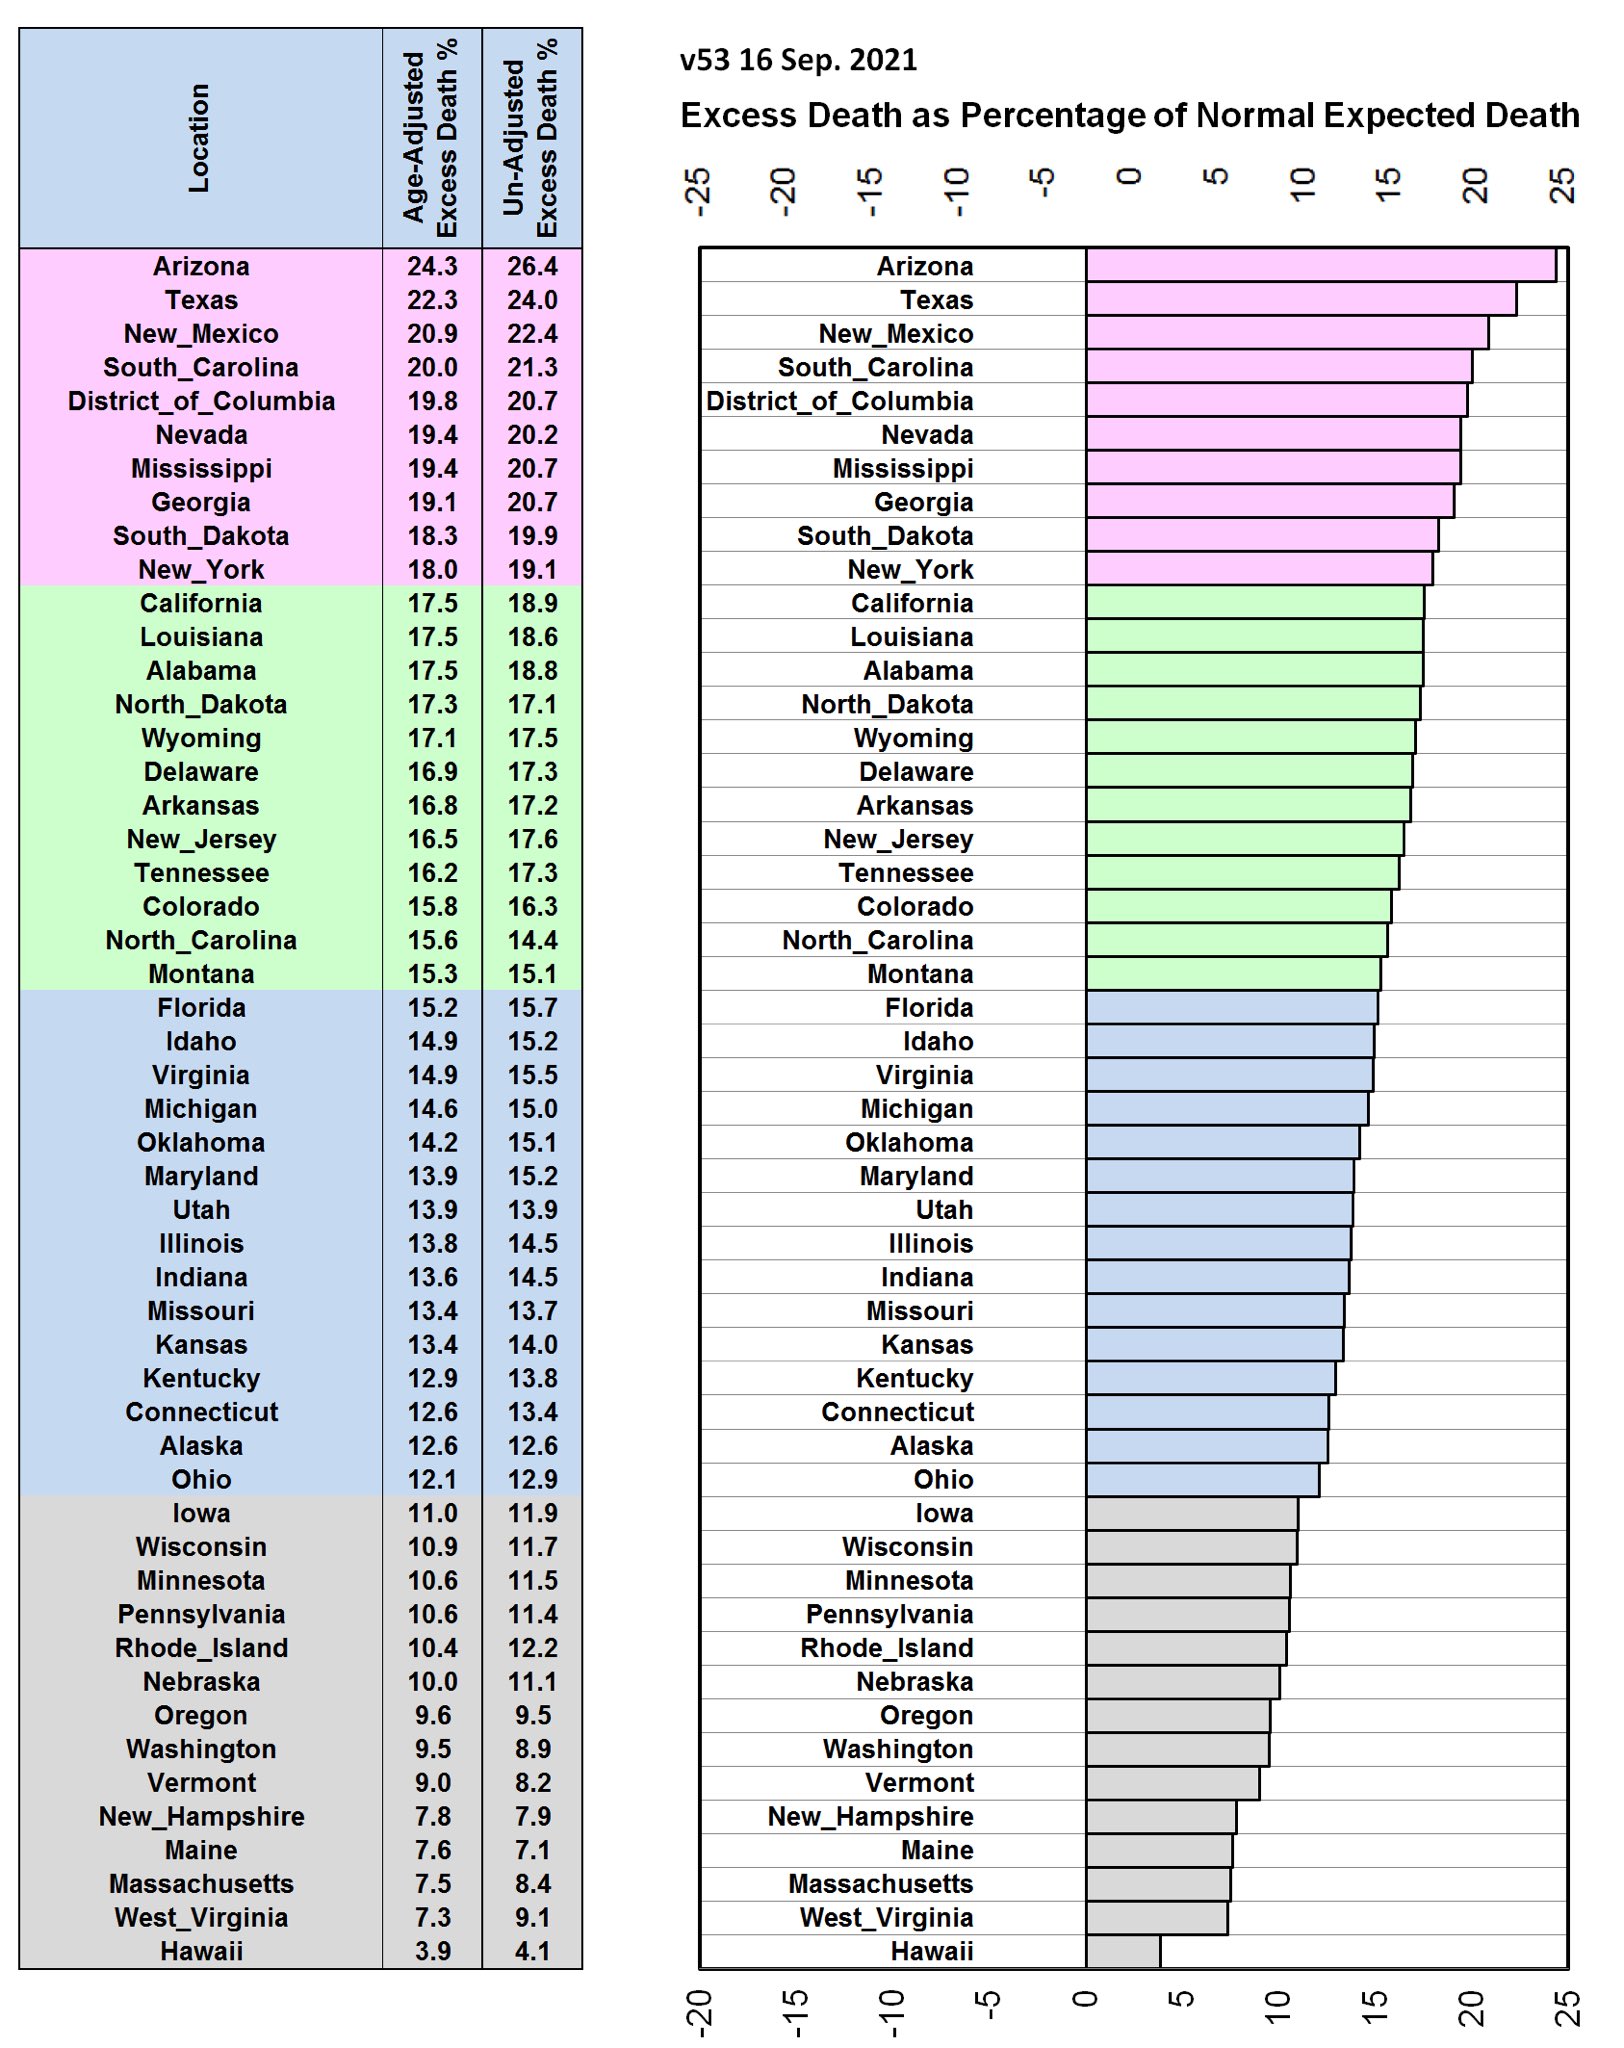 v53 16 Sep. 2021
Excess Death as Percentage of Normal Expected Death
Location Age-Adjusted Excess Death % Un-Adjusted Excess Death %
-25 -20 -15 -10 -5 0 5 10 15 20 25
Arizona 24.3 26.4 Arizona
Texas 22.3 24.0 Texas
New_Mexico 20.9 22.4 New_Mexico
South_Carolina 20.0 21.3 South_Carolina
District_of_Columbia 19.8 20.7 District_of_Columbia
Nevada 19.4 20.2 Nevada
Mississippi 19.4 20.7 Mississippi
Georgia 19.1 20.7 Georgia
South_Dakota 18.3 19.9 South_Dakota
New_York 18.0 19.1 New_York
California 17.5 18.9 California
Louisiana 17.5 18.6 Louisiana
Alabama 17.5 18.8 Alabama
North_Dakota 17.3 17.1 North_Dakota
Wyoming 17.1 17.5 Wyoming
Delaware 16.9 17.3 Delaware
Arkansas 16.8 17.2 Arkansas
New_Jersey 16.5 17.6 New_Jersey
Tennessee 16.2 17.3 Tennessee
Colorado 15.8 16.3 Colorado
North_Carolina 15.6 14.4 North_Carolina
Montana 15.3 15.1 Montana
Florida 15.2 15.7 Florida
Idaho 14.9 15.2 Idaho
Virginia 14.9 15.5 Virginia
Michigan 14.6 15.0 Michigan
Oklahoma 14.2 15.1 Oklahoma
Maryland 13.9 15.2 Maryland
Utah 13.9 13.9 Utah
Illinois 13.8 14.5 Illinois
Indiana 13.6 14.5 Indiana
Missouri 13.4 13.7 Missouri
Kansas 13.4 14.0 Kansas
Kentucky 12.9 13.8 Kentucky
Connecticut 12.6 13.4 Connecticut
Alaska 12.6 12.6 Alaska
Ohio 12.1 12.9 Ohio
Iowa 11.0 11.9 Iowa
Wisconsin 10.9 11.7 Wisconsin
Minnesota 10.6 11.5 Minnesota
Pennsylvania 10.6 11.4 Pennsylvania
Rhode_Island 10.4 12.2 Rhode_Island
Nebraska 10.0 11.1 Nebraska
Oregon 9.6 9.5 Oregon
Washington 9.5 8.9 Washington
Vermont 9.0 8.2 Vermont
New_Hampshire 7.8 7.9 New_Hampshire
Maine 7.6 7.1 Maine
Massachusetts 7.5 8.4 Massachusetts
West_Virginia 7.3 9.1 West_Virginia
Hawaii 3.9 4.1 Hawaii
-20 -15 -10 -5 0 5 10 15 20 25